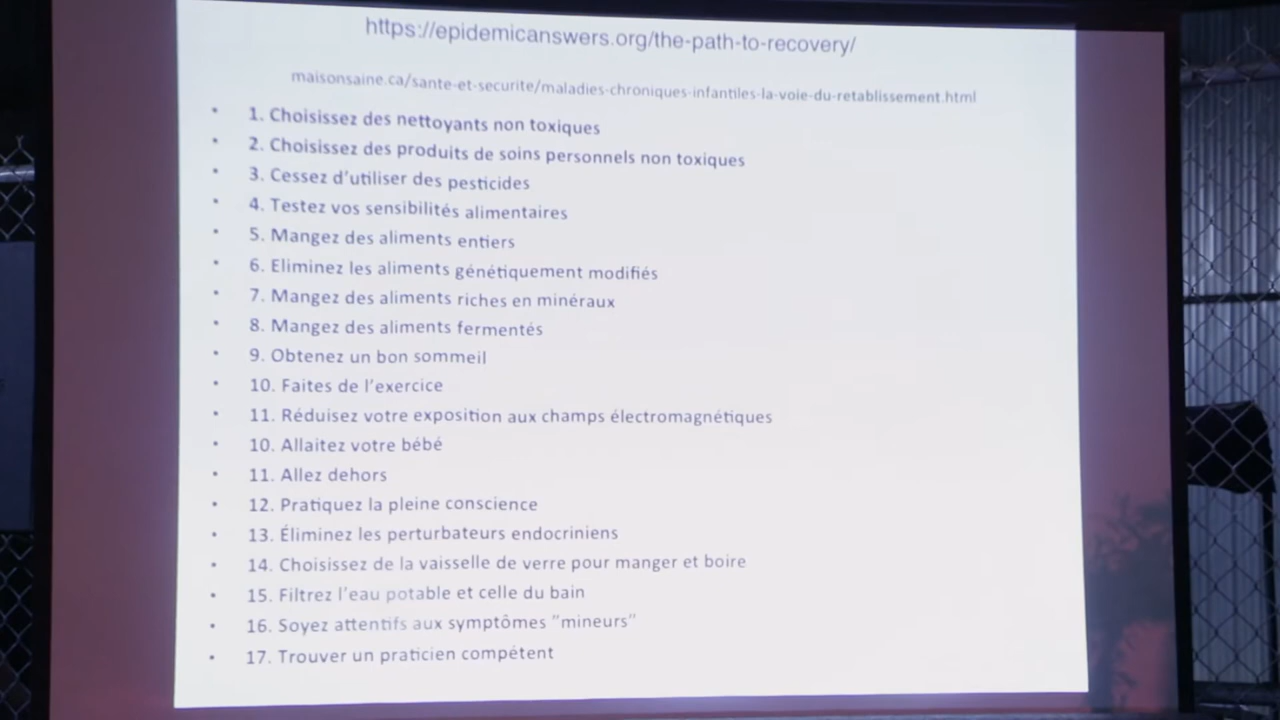 https://epidemicanswers.org/the-path-to-recovery/
maisonsaine.ca/sante-et-securite/maladies-chroniques-infantiles-la-voie-du-retablissement.html
• 1. Choisissez des nettoyants non toxiques
• 2. Choisissez des produits de soins personnels non toxiques
• 3. Cessez d'utiliser des pesticides
• 4. Testez vos sensibilités alimentaires
• 5. Mangez des aliments entiers
• 6. Eliminez les aliments génétiquement modifiés
• 7. Mangez des aliments riches en minéraux
• 8. Mangez des aliments fermentés
• 9. Obtenez un bon sommeil
• 10. Faites de l'exercice
• 11. Réduisez votre exposition aux champs électromagnétiques
• 10. Allaitez votre bébé
• 11. Allez dehors
• 12. Pratiquez la pleine conscience
• 13. Éliminez les perturbateurs endocriniens
• 14. Choisissez de la vaisselle de verre pour manger et boire
• 15. Filtrez l'eau potable et celle du bain
• 16. Soyez attentifs aux symptômes "mineurs"
• 17. Trouver un praticien compétent